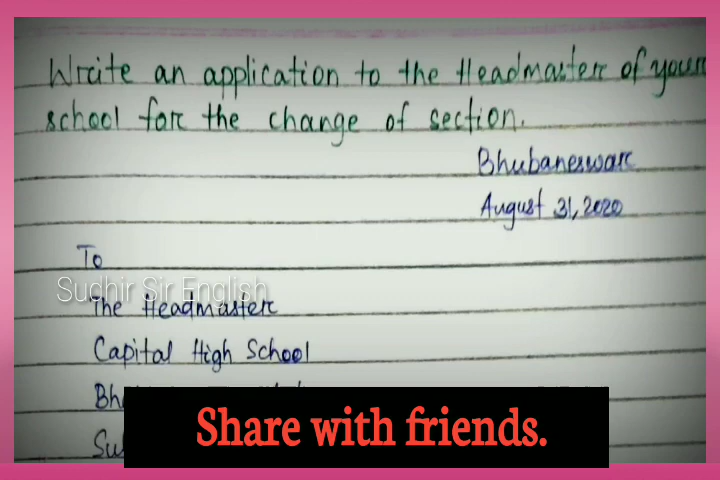 Write an application to the Headmaster of your
school for the change of section.
Bhubaneswar
August 31, 2020
To
Sudhir Sir English
The Headmaster
Capital High School
Share with friends.